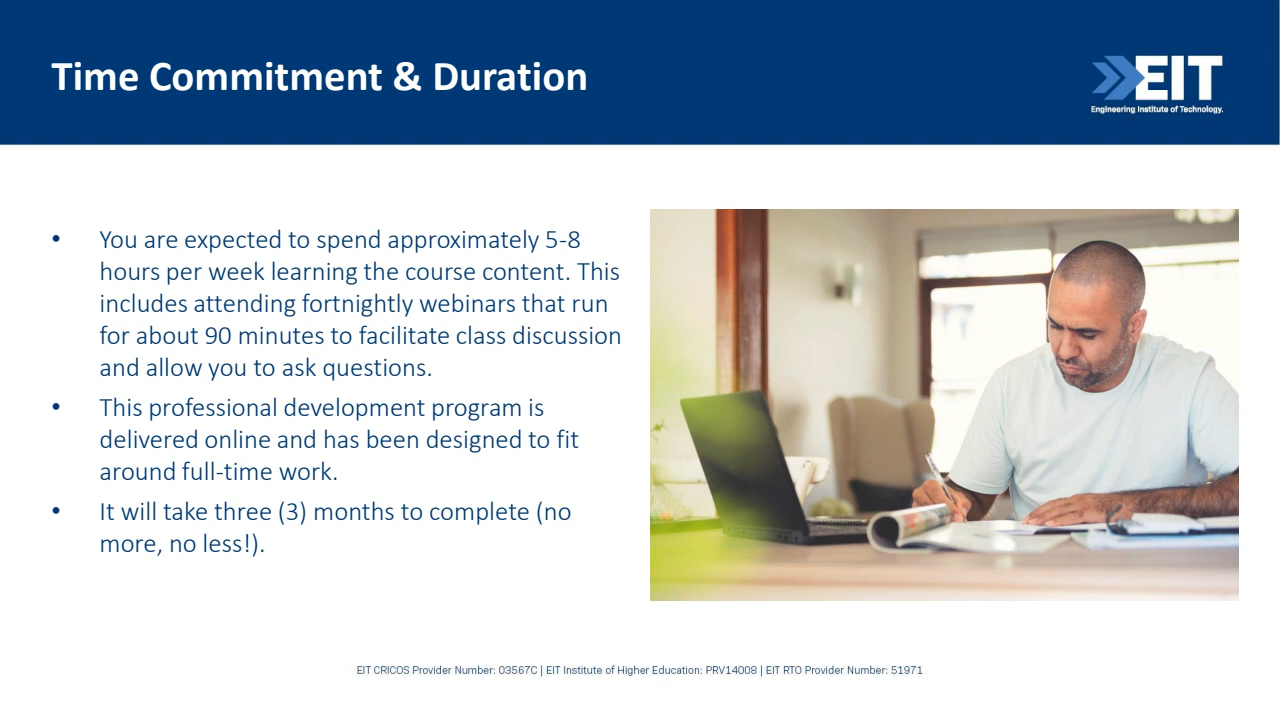 Time Commitment & Duration
EIT
Engineering Institute of Technology.
• You are expected to spend approximately 5-8
hours per week learning the course content. This
includes attending fortnightly webinars that run
for about 90 minutes to facilitate class discussion
and allow you to ask questions.
• This professional development program is
delivered online and has been designed to fit
around full-time work.
• It will take three (3) months to complete (no
more, no less!).
EIT CRICOS Provider Number: 03567C | EIT Institute of Higher Education: PRV14008 | EIT RTO Provider Number: 51971